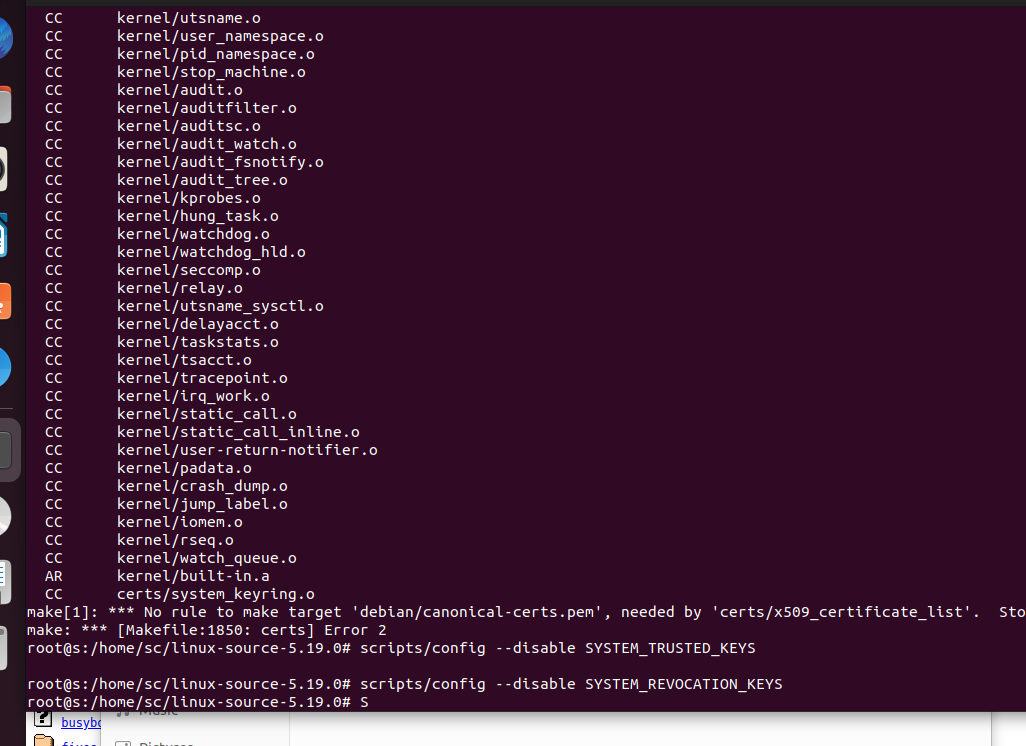 CC kernel/utsname.o
CC kernel/user_namespace.o
CC kernel/pid_namespace.o
CC kernel/stop_machine.o
CC kernel/audit.o
CC kernel/auditfilter.o
CC kernel/auditsc.o
CC kernel/audit_watch.o
CC kernel/audit_fsnotify.o
CC kernel/audit_tree.o
CC kernel/kprobes.o
CC kernel/hung_task.o
CC kernel/watchdog.o
CC kernel/watchdog_hld.o
CC kernel/seccomp.o
CC kernel/relay.o
CC kernel/utsname_sysctl.o
CC kernel/delayacct.o
CC kernel/taskstats.o
CC kernel/tsacct.o
CC kernel/tracepoint.o
CC kernel/irq_work.o
CC kernel/static_call.o
CC kernel/static_call_inline.o
CC kernel/user-return-notifier.o
CC kernel/padata.o
CC kernel/crash_dump.o
CC kernel/jump_label.o
CC kernel/iomem.o
CC kernel/rseq.o
CC kernel/watch_queue.o
AR kernel/built-in.a
CC certs/system_keyring.o
make[1]: *** No rule to make target 'debian/canonical-certs.pem', needed by 'certs/x509_certificate_list'.  Sto
make: *** [Makefile:1850: certs] Error 2
root@s:/home/sc/linux-source-5.19.0# scripts/config --disable SYSTEM_TRUSTED_KEYS
root@s:/home/sc/linux-source-5.19.0# scripts/config --disable SYSTEM_REVOCATION_KEYS
root@s:/home/sc/linux-source-5.19.0# S
busybo